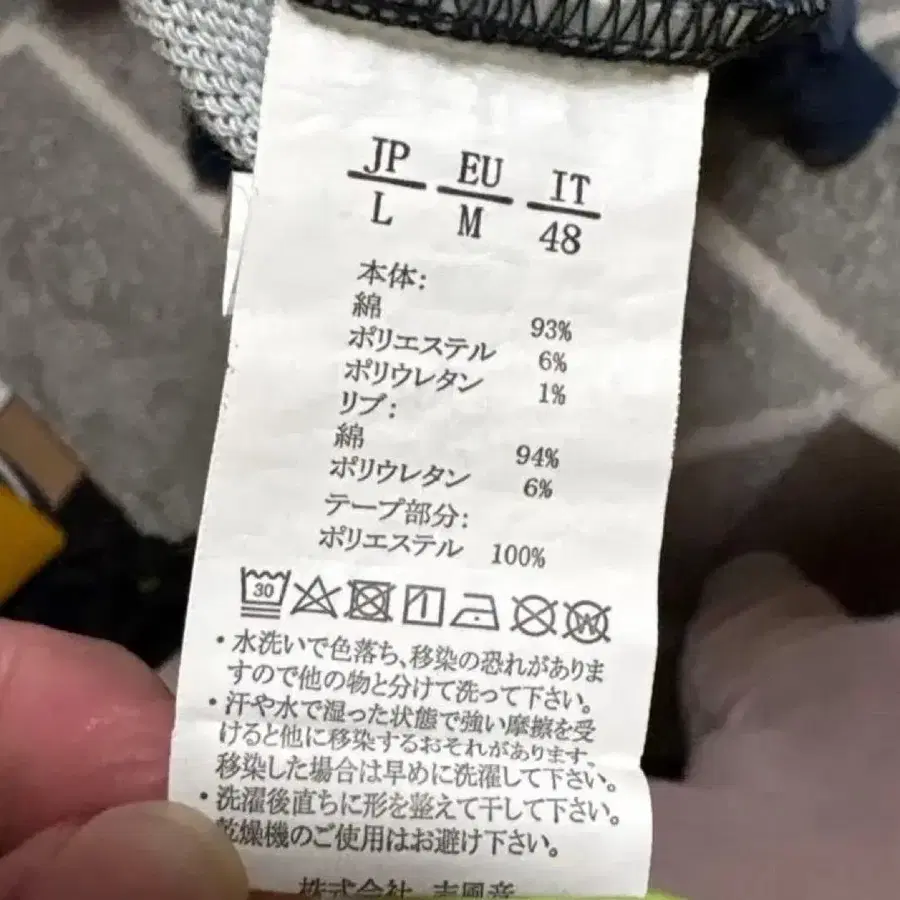 JP EU IT
L M 48
本体:
綿 93%
ポリエステル 6%
ポリウレタン 1%
リブ:
綿 94%
ポリウレタン 6%
テープ部分:
ポリエステル 100%
30
W
・水洗いで色落ち、移染の恐れがありま
すので他の物と分けて洗って下さい。
・汗や水で湿った状態で強い摩擦を受
けると他に移染するおそれがあります。
移染した場合は早めに洗濯して下さい。
・洗濯後直ちに形を整えて干して下さい。
乾燥機のご使用はお避け下さい。
株式会社